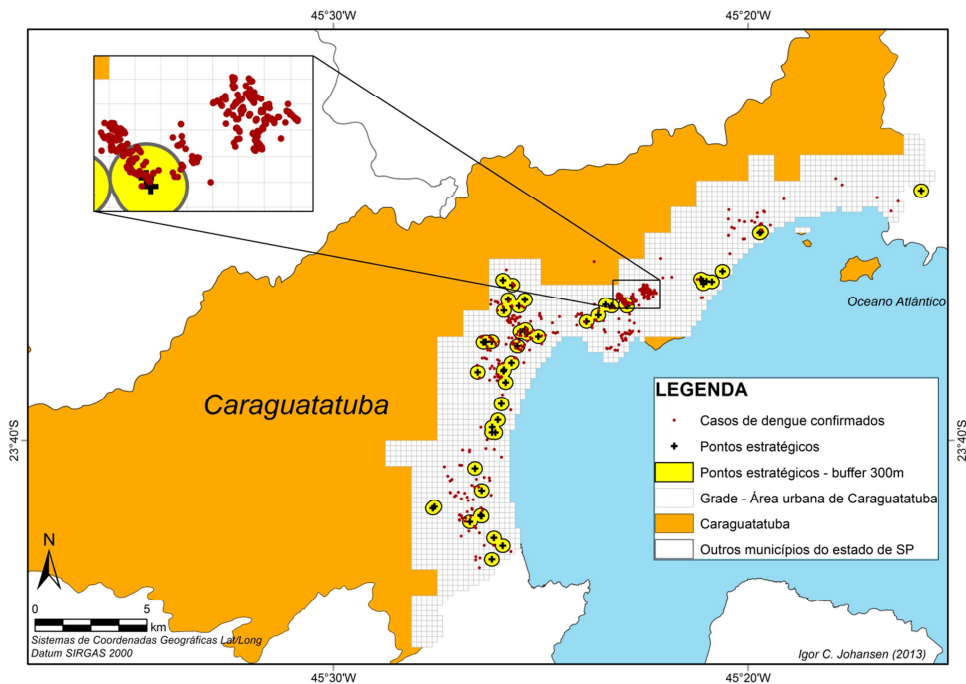 45°30'W
45°20'W
Oceano Atlântico
Caraguatatuba
LEGENDA
Casos de dengue confirmados
Pontos estratégicos
Pontos estratégicos - buffer 300m
Grade - Área urbana de Caraguatatuba
Caraguatatuba
Outros municípios do estado de SP
23°40'S
23°40'S
N
0
5
km
Sistemas de Coordenadas Geográficas Lat/Long
Datum SIRGAS 2000
Igor C. Johansen (2013)
45°30'W
45°20'W